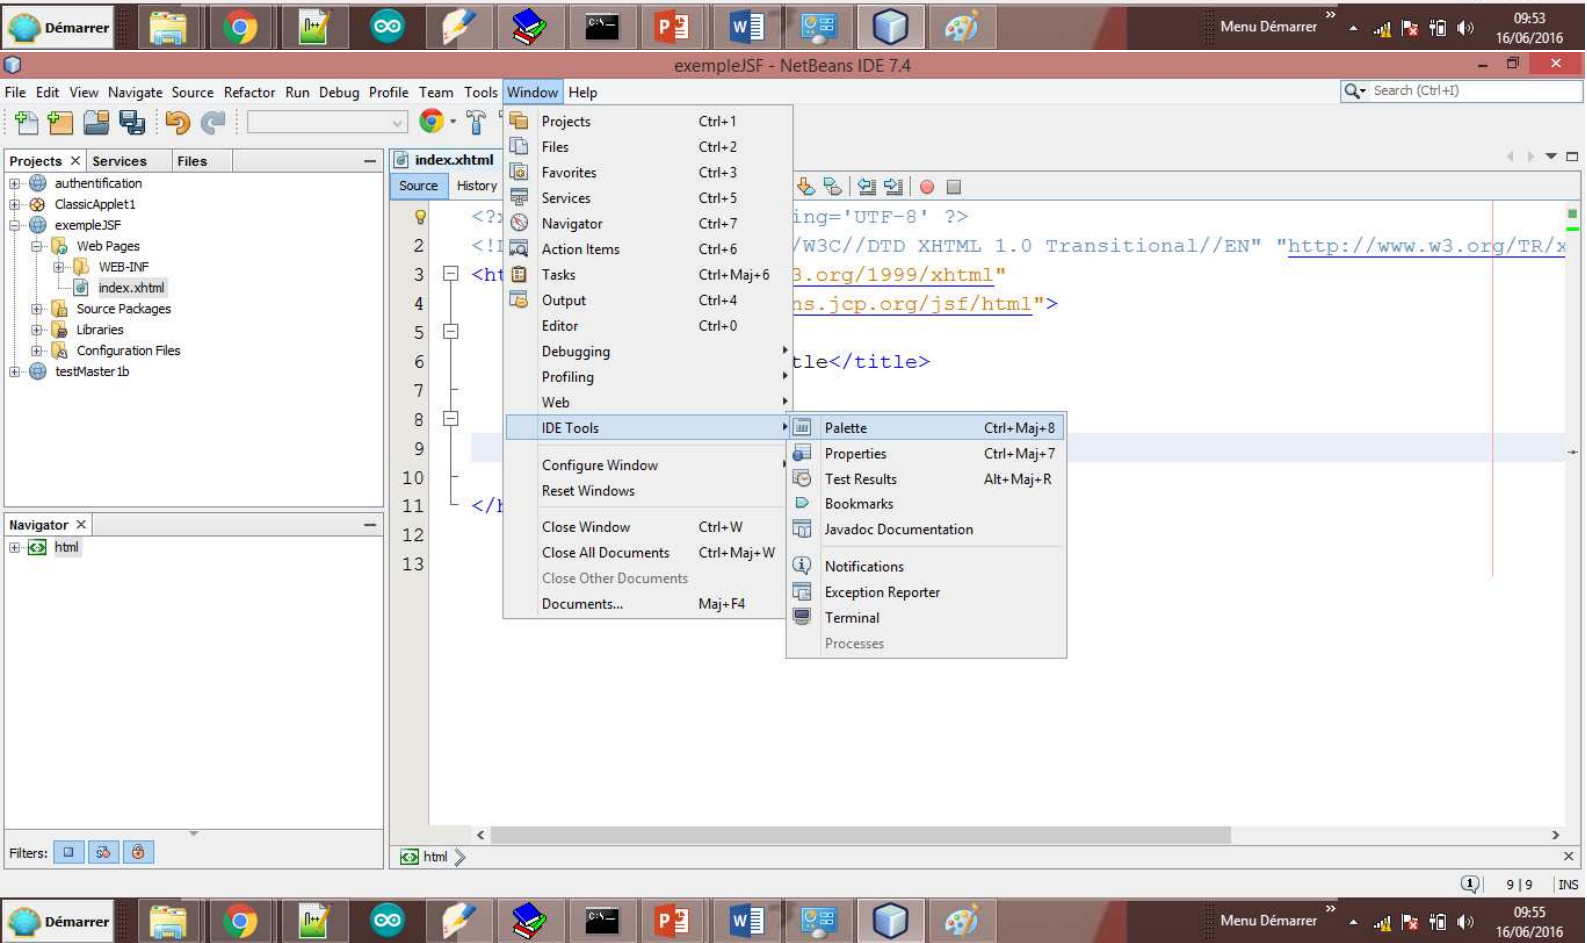 Démarrer
Menu Démarrer
»
09:53
16/06/2016
exempleJSF - NetBeans IDE 7.4
File Edit View Navigate Source Refactor Run Debug Profile Team Tools Window Help
Search (Ctrl+I)
Projects Services Files
authentification
ClassicApplet1
exempleJSF
Web Pages
WEB-INF
index.xhtml
Source Packages
Libraries
Configuration Files
testMaster1b
Navigator
html
Filters:
index.xhtml
Source History
ing='UTF-8' ?>
2 /W3C//DTD XHTML 1.0 Transitional//EN" "http://www.w3.org/TR/x
3 <ht 3.org/1999/xhtml"
4 ns.jcp.org/jsf/html">
5
6 tle</title>
7
8
9
10
11 </h
12
13
Projects Ctrl+1
Files Ctrl+2
Favorites Ctrl+3
Services Ctrl+5
Navigator Ctrl+7
Action Items Ctrl+6
Tasks Ctrl+Maj+6
Output Ctrl+4
Editor Ctrl+0
Debugging
Profiling
Web
IDE Tools
Configure Window
Reset Windows
Close Window Ctrl+W
Close All Documents Ctrl+Maj+W
Close Other Documents
Documents... Maj+F4
Palette Ctrl+Maj+8
Properties Ctrl+Maj+7
Test Results Alt+Maj+R
Bookmarks
Javadoc Documentation
Notifications
Exception Reporter
Terminal
Processes
html
1 9|9 INS
Démarrer
Menu Démarrer
»
09:55
16/06/2016